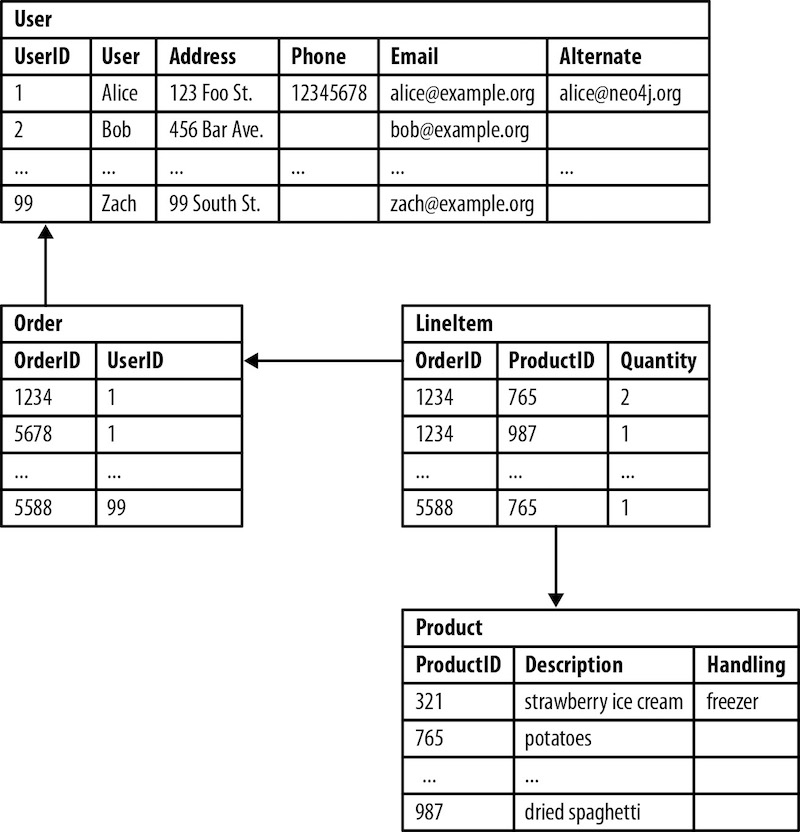 User
UserID User Address Phone Email Alternate
1 Alice 123 Foo St. 12345678 alice@example.org alice@neo4j.org
2 Bob 456 Bar Ave. bob@example.org
... ... ... ... ... ...
99 Zach 99 South St. zach@example.org
Order
OrderID UserID
1234 1
5678 1
... ...
5588 99
LineItem
OrderID ProductID Quantity
1234 765 2
1234 987 1
... ... ...
5588 765 1
Product
ProductID Description Handling
321 strawberry ice cream freezer
765 potatoes
... ...
987 dried spaghetti